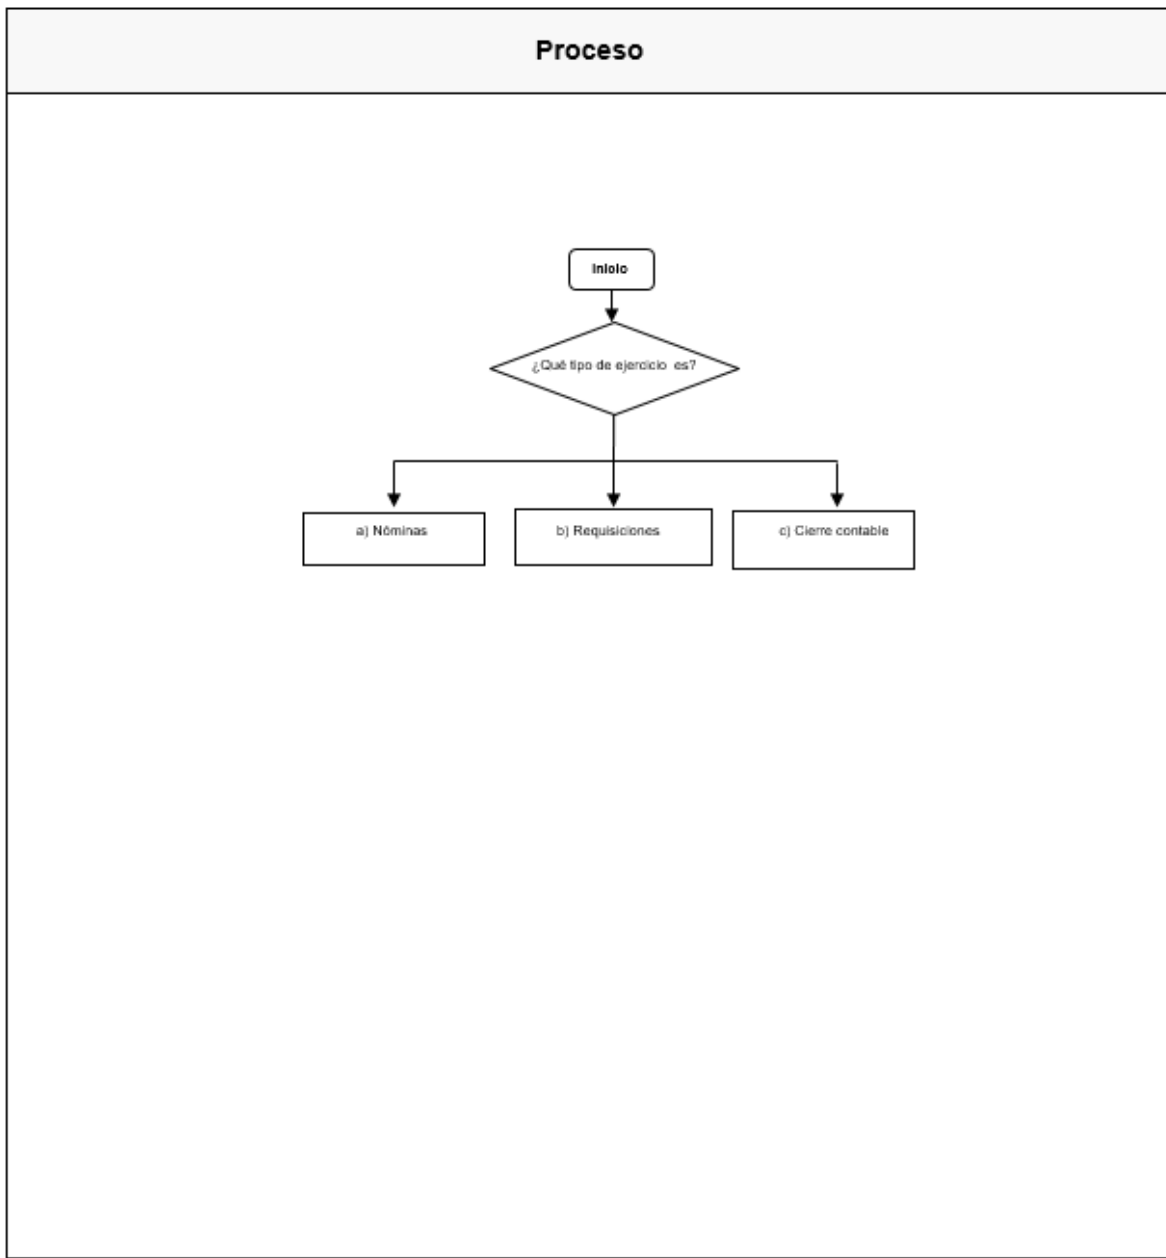 Proceso
Inicio
¿Qué tipo de ejercicio es?
a) Nóminas
b) Requisiciones
c) Cierre contable